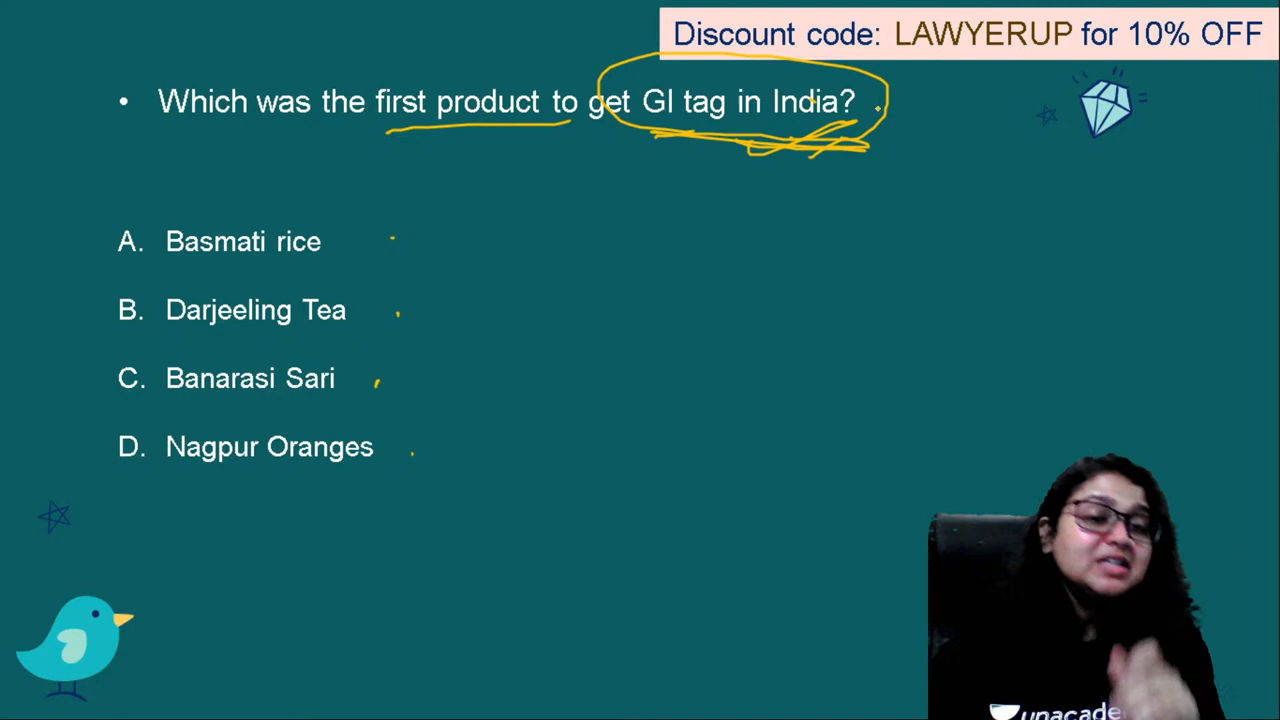 Discount code: LAWYERUP for 10% OFF
• Which was the first product to get GI tag in India?
A. Basmati rice
B. Darjeeling Tea
C. Banarasi Sari
D. Nagpur Oranges